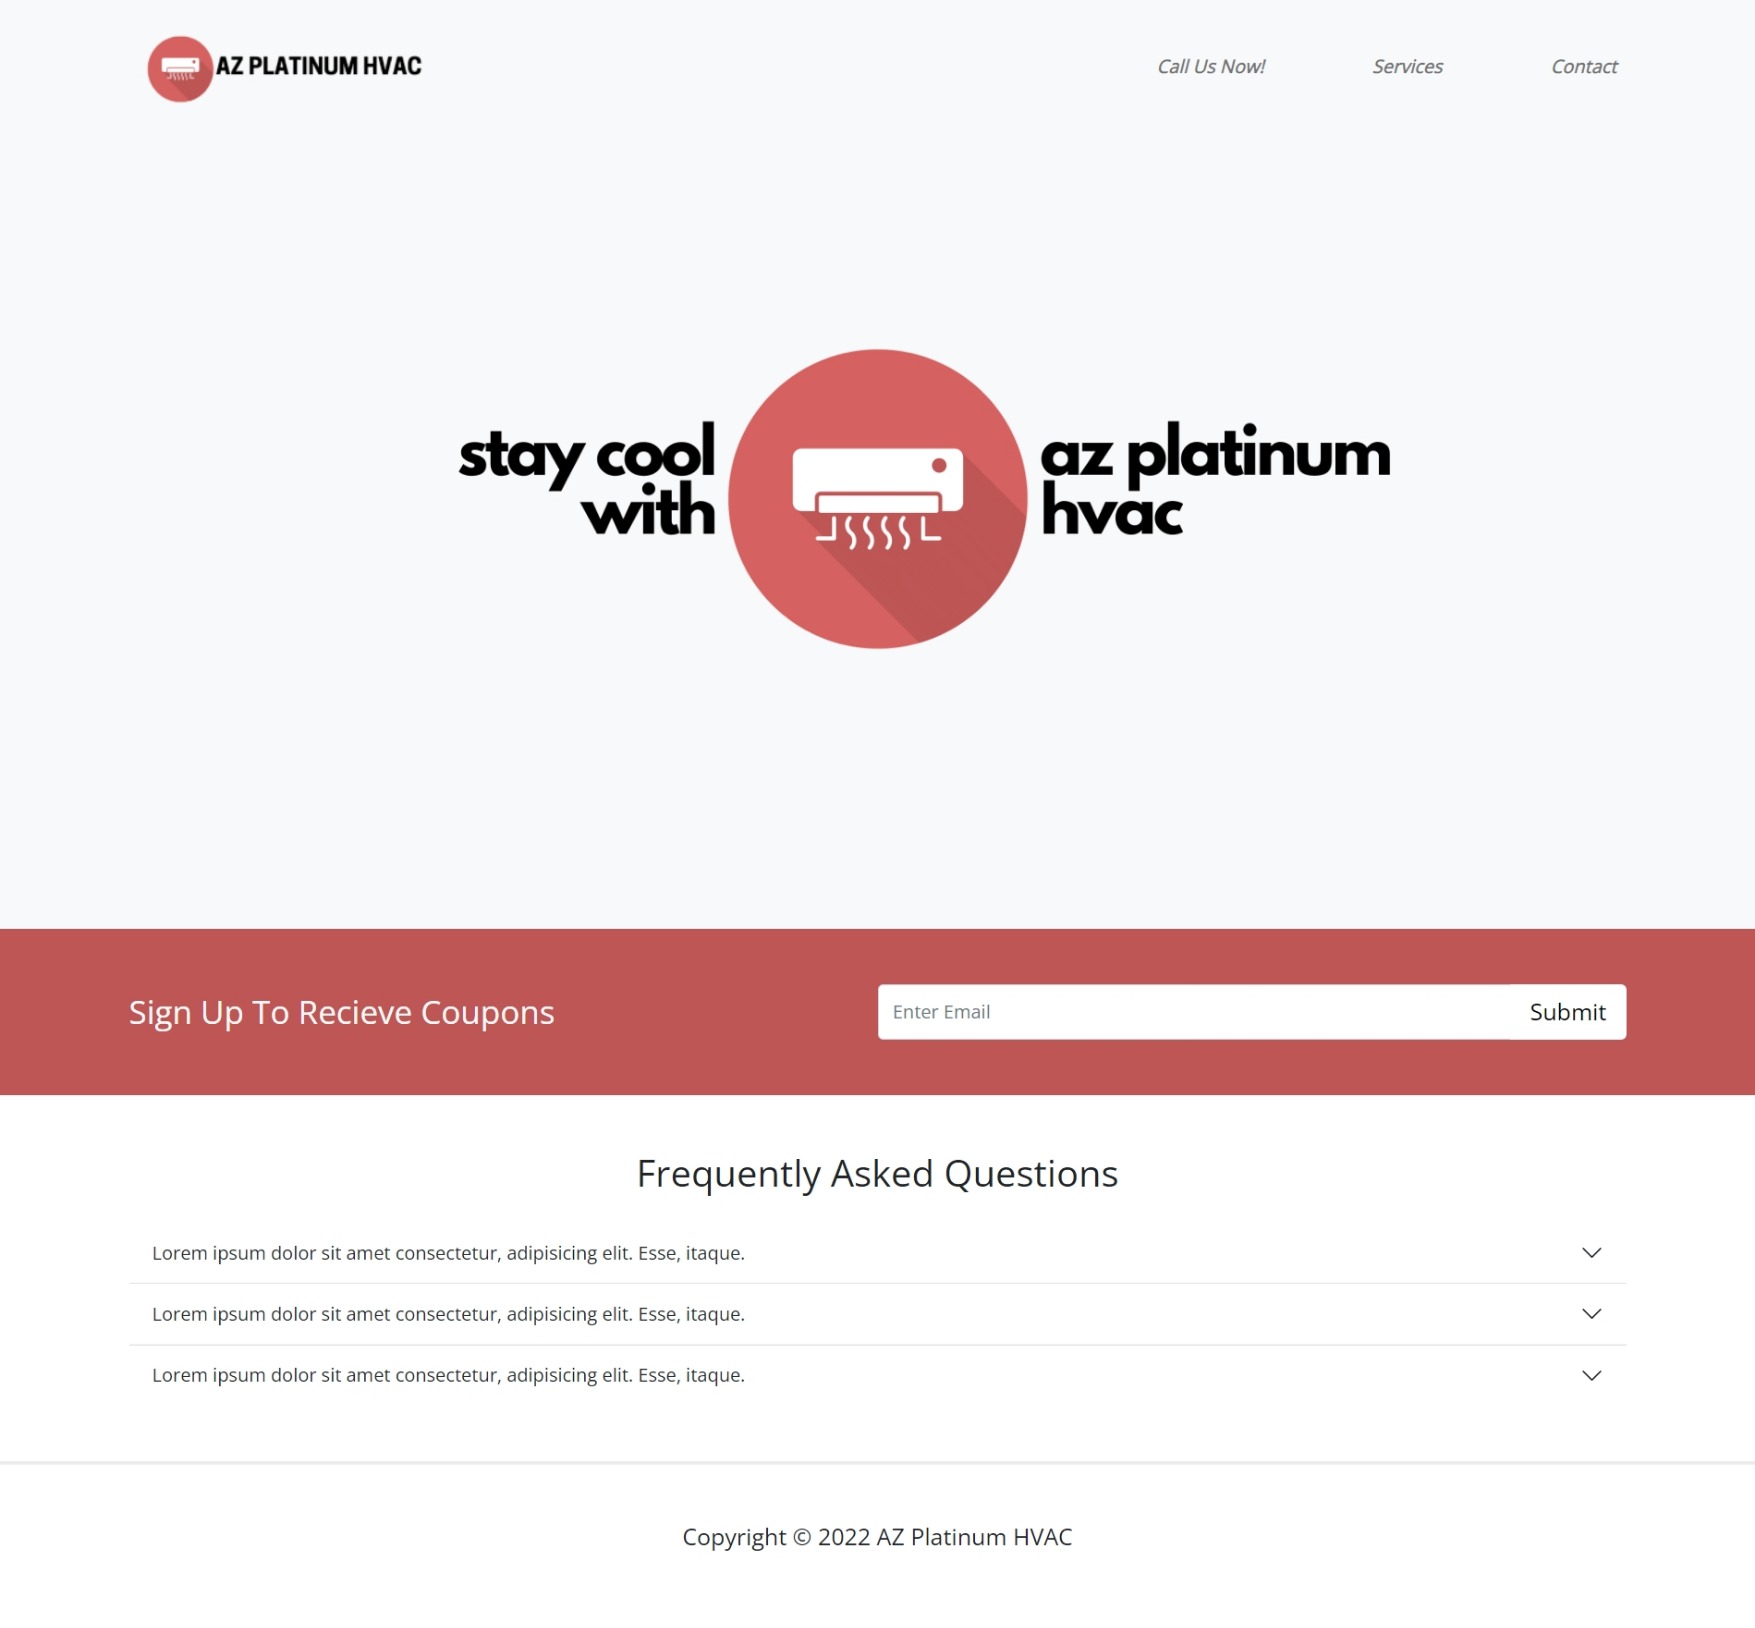 AZ PLATINUM HVAC
Call Us Now!
Services
Contact
stay cool
with
az platinum
hvac
Sign Up To Recieve Coupons
Enter Email
Submit
Frequently Asked Questions
Lorem ipsum dolor sit amet consectetur, adipisicing elit. Esse, itaque.
Lorem ipsum dolor sit amet consectetur, adipisicing elit. Esse, itaque.
Lorem ipsum dolor sit amet consectetur, adipisicing elit. Esse, itaque.
Copyright © 2022 AZ Platinum HVAC